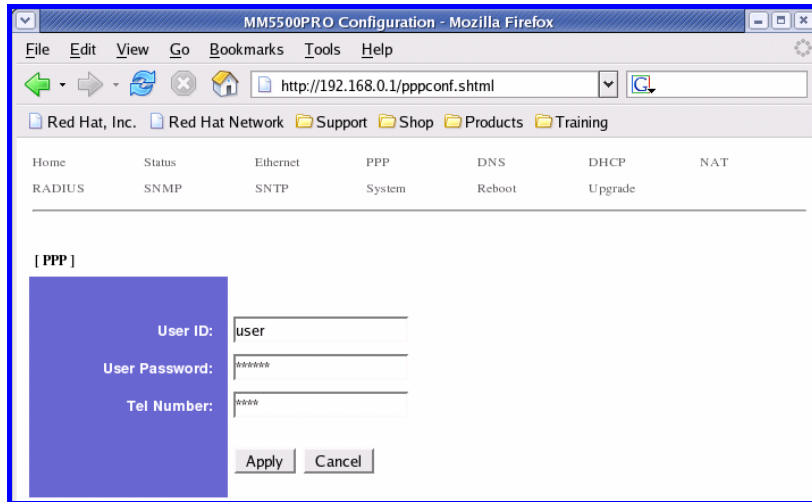 MM5500PRO Configuration - Mozilla Firefox
File Edit View Go Bookmarks Tools Help
http://192.168.0.1/pppconf.shtml G
Red Hat, Inc. Red Hat Network Support Shop Products Training
Home Status Ethernet PPP DNS DHCP NAT
RADIUS SNMP SNTP System Reboot Upgrade
[ PPP ]
User ID: user
User Password: ******
Tel Number: ****
Apply Cancel